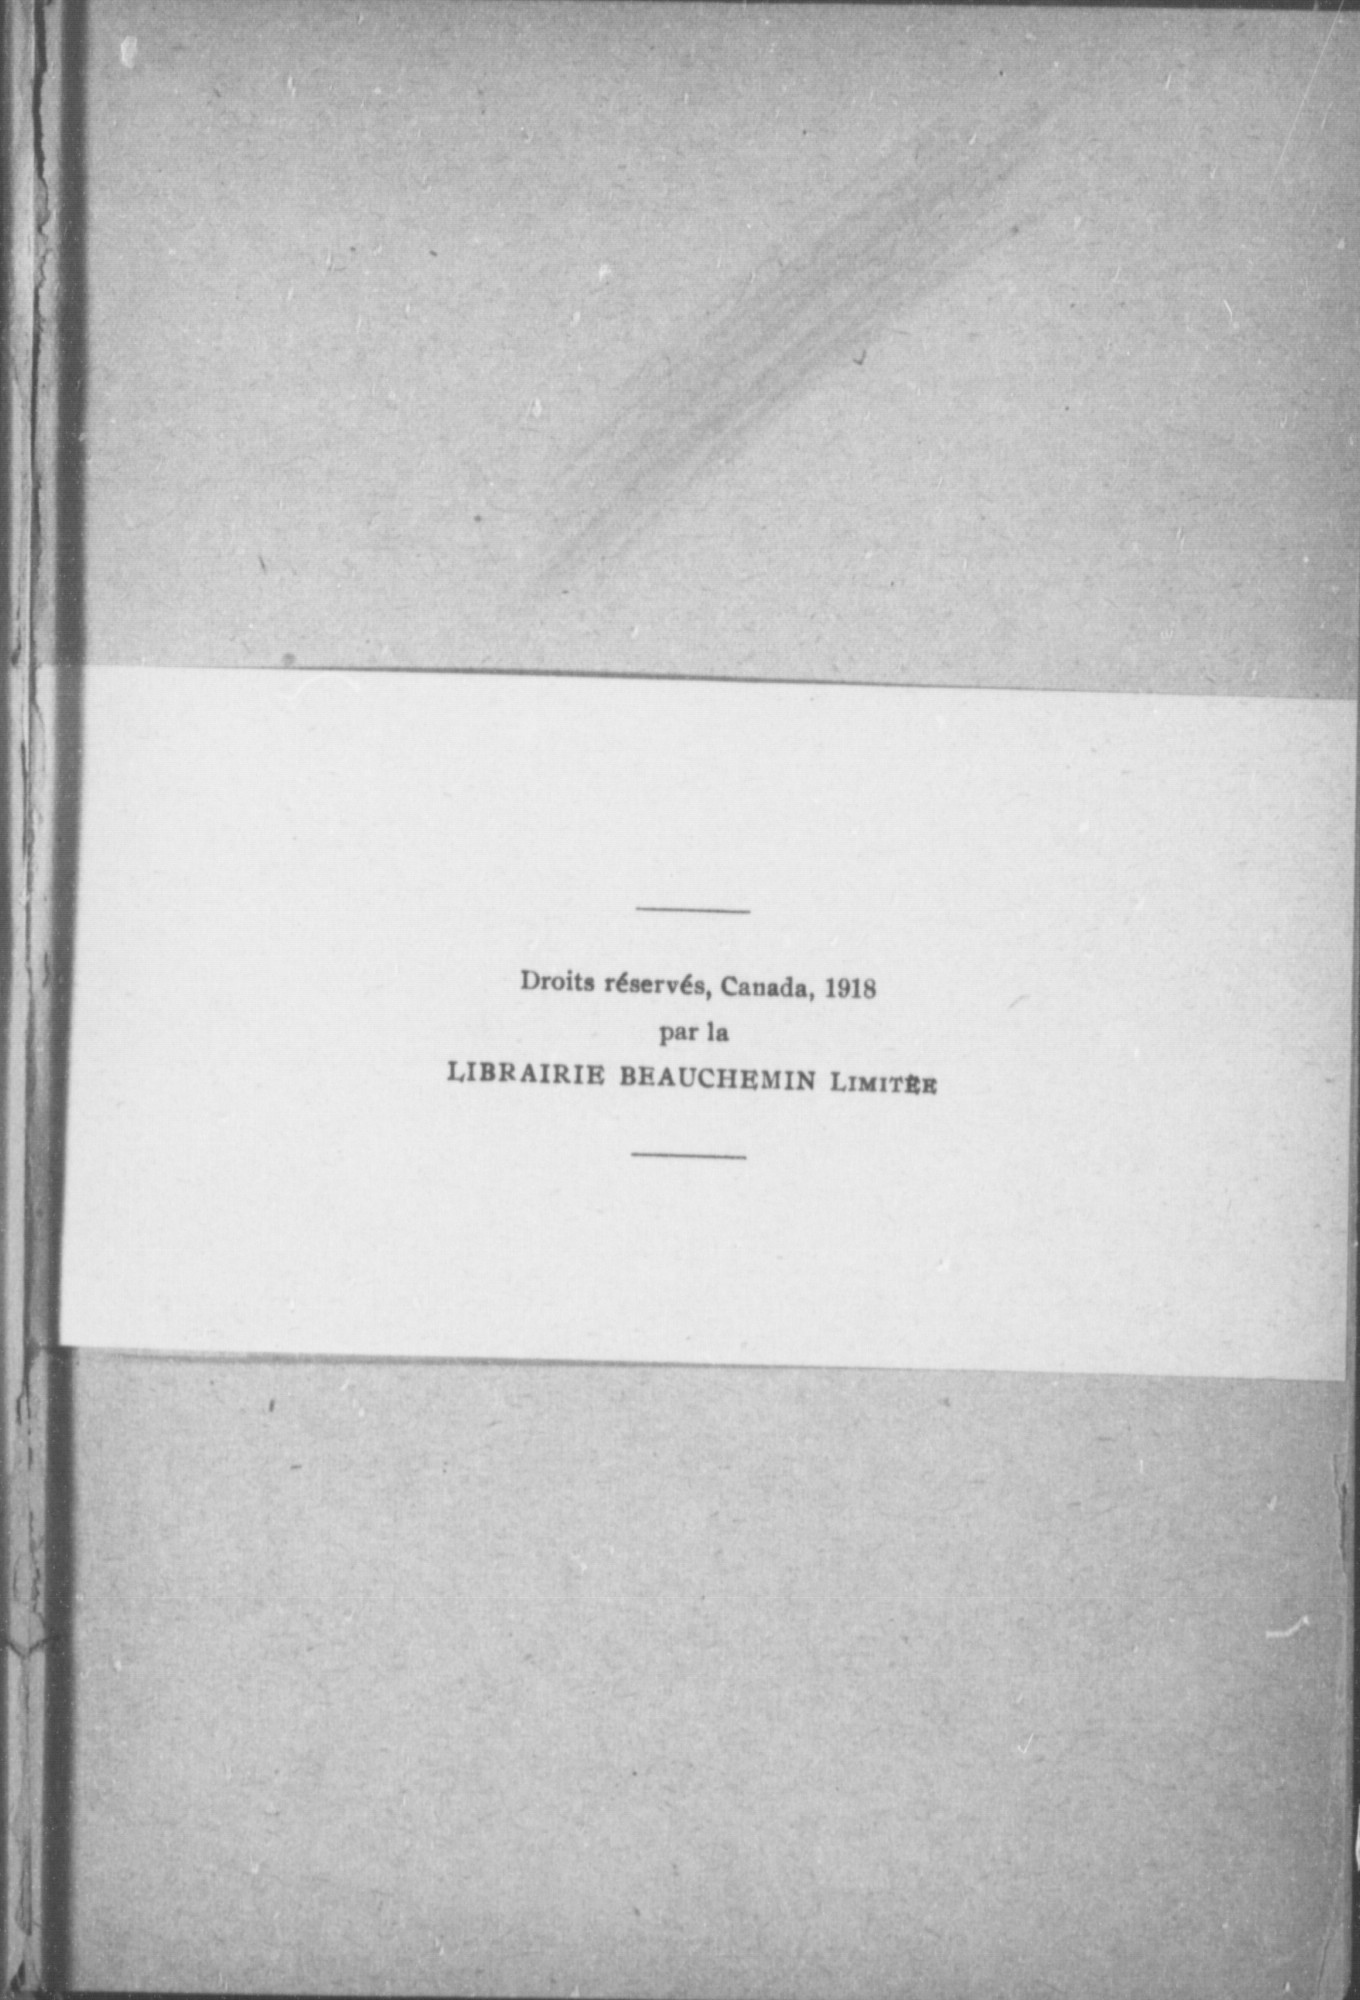 Droits réservés, Canada, 1918
par la
LIBRAIRIE BEAUCHEMIN LIMITÉE